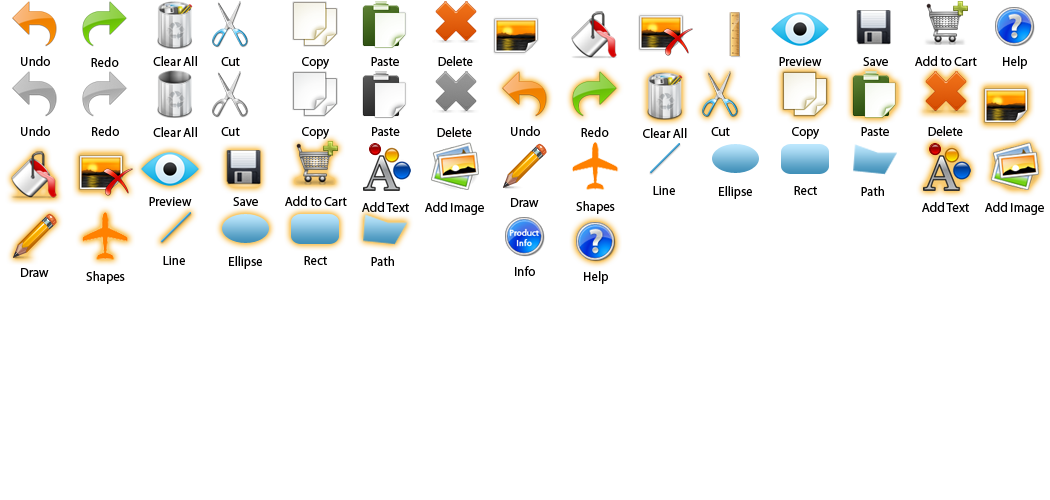 Undo Redo Clear All Cut Copy Paste Delete Preview Save Add to Cart Help
Undo Redo Clear All Cut Copy Paste Delete Undo Redo Clear All Cut Copy Paste Delete
Preview Save Add to Cart Add Text Add Image Draw Shapes Line Ellipse Rect Path Add Text Add Image
Draw Shapes Line Ellipse Rect Path Product
Info
Info Help